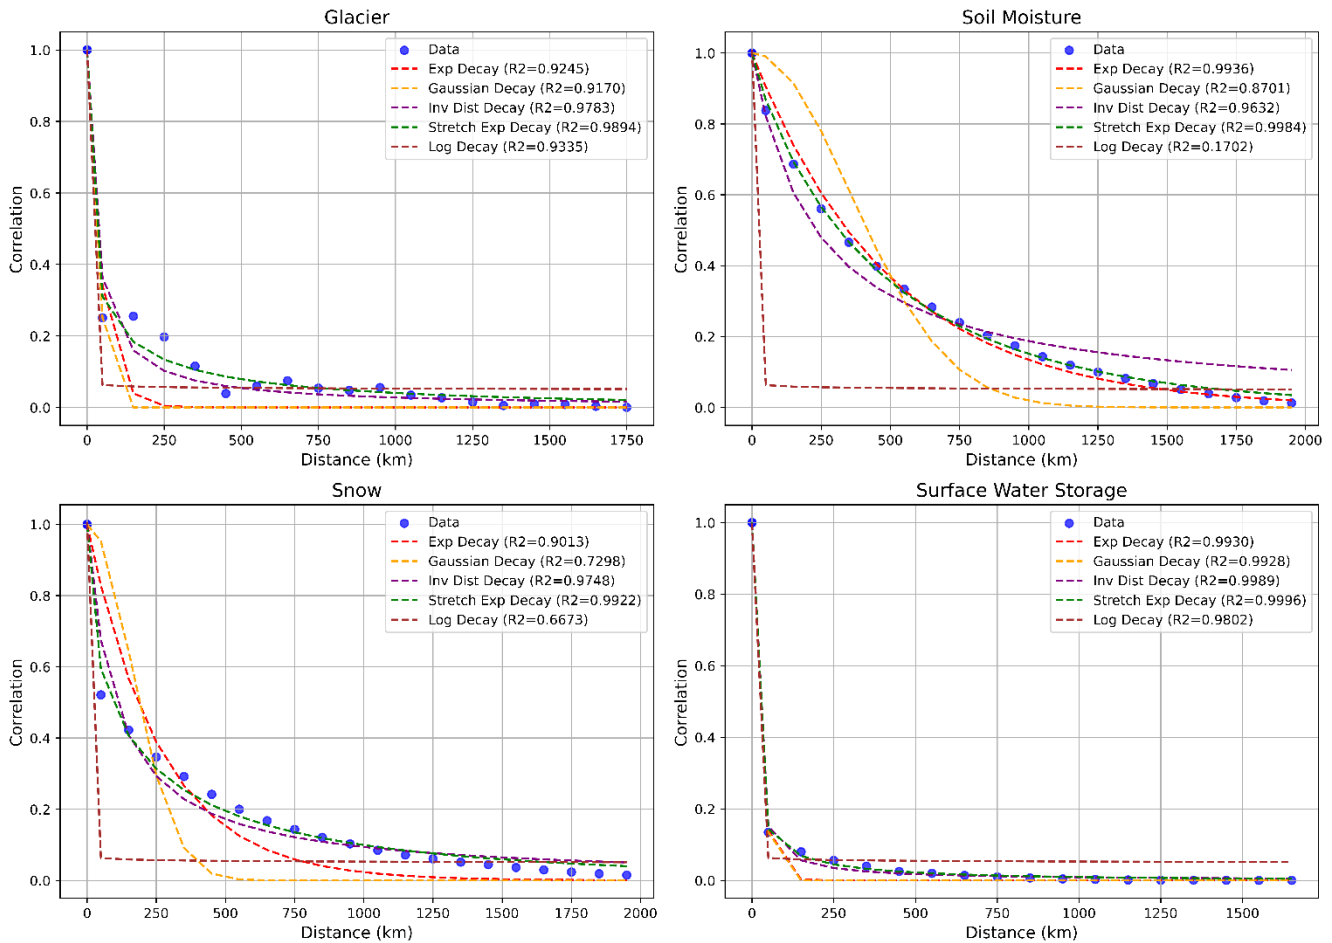 Glacier
Correlation
1.0
0.8
0.6
0.4
0.2
0.0
Data
Exp Decay (R2=0.9245)
Gaussian Decay (R2=0.9170)
Inv Dist Decay (R2=0.9783)
Stretch Exp Decay (R2=0.9894)
Log Decay (R2=0.9335)
0 250 500 750 1000 1250 1500 1750
Distance (km)
Soil Moisture
Correlation
1.0
0.8
0.6
0.4
0.2
0.0
Data
Exp Decay (R2=0.9936)
Gaussian Decay (R2=0.8701)
Inv Dist Decay (R2=0.9632)
Stretch Exp Decay (R2=0.9984)
Log Decay (R2=0.1702)
0 250 500 750 1000 1250 1500 1750 2000
Distance (km)
Snow
Correlation
1.0
0.8
0.6
0.4
0.2
0.0
Data
Exp Decay (R2=0.9013)
Gaussian Decay (R2=0.7298)
Inv Dist Decay (R2=0.9748)
Stretch Exp Decay (R2=0.9922)
Log Decay (R2=0.6673)
0 250 500 750 1000 1250 1500 1750 2000
Distance (km)
Surface Water Storage
Correlation
1.0
0.8
0.6
0.4
0.2
0.0
Data
Exp Decay (R2=0.9930)
Gaussian Decay (R2=0.9928)
Inv Dist Decay (R2=0.9989)
Stretch Exp Decay (R2=0.9996)
Log Decay (R2=0.9802)
0 250 500 750 1000 1250 1500
Distance (km)